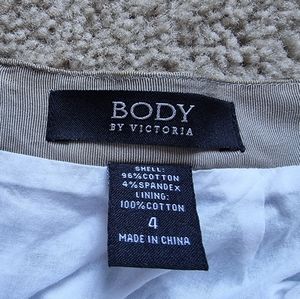 BODY
BY VICTORIA
SHELL:
96%COTTON
4%SPANDEX
LINING:
100%COTTON
4
MADE IN CHINA